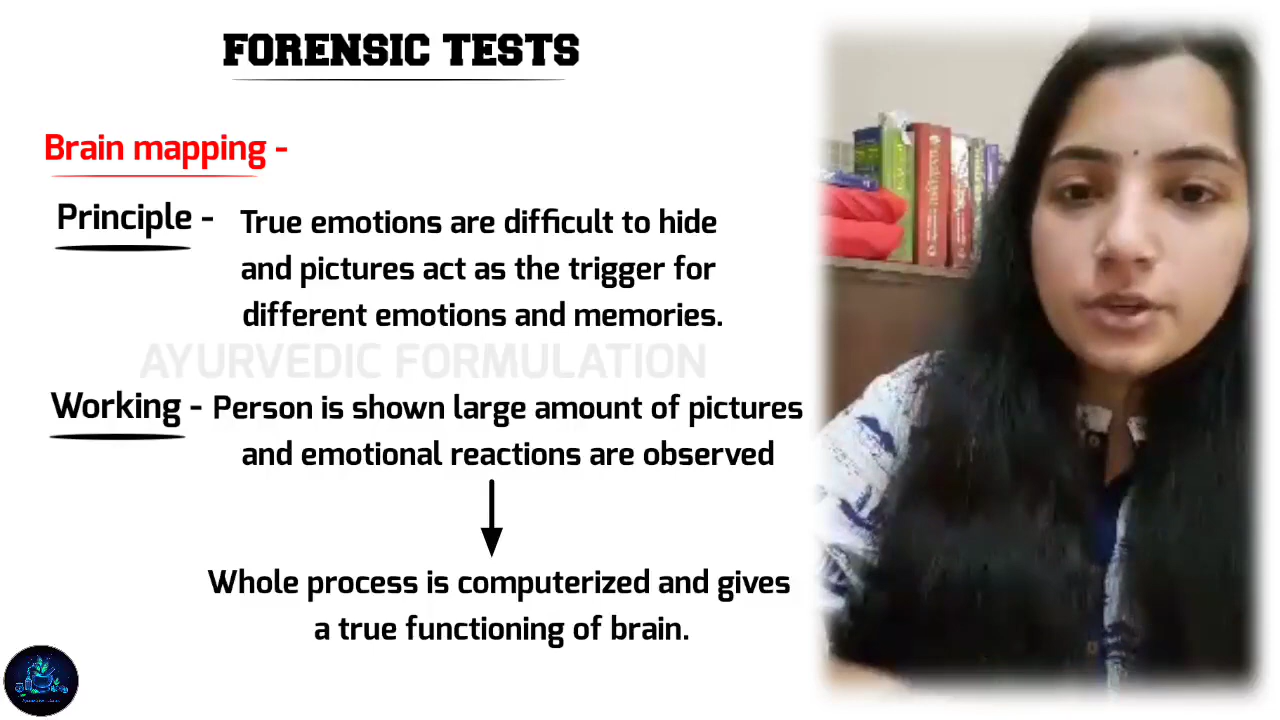 FORENSIC TESTS
Brain mapping -
Principle - True emotions are difficult to hide
and pictures act as the trigger for
different emotions and memories.
AYURVEDIC FORMULATION
Working - Person is shown large amount of pictures
and emotional reactions are observed
Whole process is computerized and gives
a true functioning of brain.